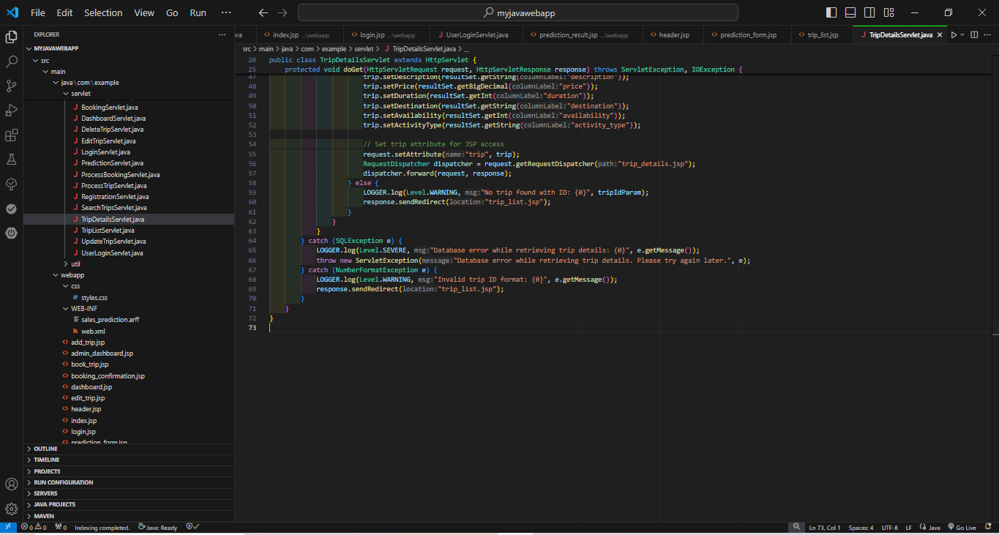 File Edit Selection View Go Run ··· myjavawebapp
EXPLORER ···
MYJAVAWEBAPP
src
main
java \ com \ example
servlet
BookingServlet.java
DashboardServlet.java
DeleteTripServlet.java
EditTripServlet.java
LoginServlet.java
PredictionServlet.java
ProcessBookingServlet.java
ProcessTripServlet.java
RegistrationServlet.java
SearchTripsServlet.java
TripDetailsServlet.java
TripListServlet.java
UpdateTripServlet.java
UserLoginServlet.java
util
webapp
css
styles.css
WEB-INF
sales_prediction.arff
web.xml
add_trip.jsp
admin_dashboard.jsp
book_trip.jsp
booking_confirmation.jsp
dashboard.jsp
edit_trip.jsp
header.jsp
index.jsp
login.jsp
prediction_form.jsp
OUTLINE
TIMELINE
PROJECTS
RUN CONFIGURATION
SERVERS
JAVA PROJECTS
MAVEN
va index.jsp ...\webapp login.jsp ...\webapp UserLoginServlet.java prediction_result.jsp ...\webapp header.jsp prediction_form.jsp trip_list.jsp TripDetailsServlet.java
src > main > java > com > example > servlet > TripDetailsServlet.java > ...
20 public class TripDetailsServlet extends HttpServlet {
25 protected void doGet(HttpServletRequest request, HttpServletResponse response) throws ServletException, IOException {
47 trip.setDescription(resultSet.getString(columnLabel:"description"));
48 trip.setPrice(resultSet.getBigDecimal(columnLabel:"price"));
49 trip.setDuration(resultSet.getInt(columnLabel:"duration"));
50 trip.setDestination(resultSet.getString(columnLabel:"destination"));
51 trip.setAvailability(resultSet.getInt(columnLabel:"availability"));
52 trip.setActivityType(resultSet.getString(columnLabel:"activity_type"));
53
54 // Set trip attribute for JSP access
55 request.setAttribute(name:"trip", trip);
56 RequestDispatcher dispatcher = request.getRequestDispatcher(path:"trip_details.jsp");
57 dispatcher.forward(request, response);
58 } else {
59 LOGGER.log(Level.WARNING, msg:"No trip found with ID: {0}", tripIdParam);
60 response.sendRedirect(location:"trip_list.jsp");
61 }
62 }
63 }
64 } catch (SQLException e) {
65 LOGGER.log(Level.SEVERE, msg:"Database error while retrieving trip details: {0}", e.getMessage());
66 throw new ServletException(message:"Database error while retrieving trip details. Please try again later.", e);
67 } catch (NumberFormatException e) {
68 LOGGER.log(Level.WARNING, msg:"Invalid trip ID format: {0}", e.getMessage());
69 response.sendRedirect(location:"trip_list.jsp");
70 }
71 }
72 }
73
0 0 0 Indexing completed. Java: Ready Ln 73, Col 1 Spaces: 4 UTF-8 LF Java Go Live